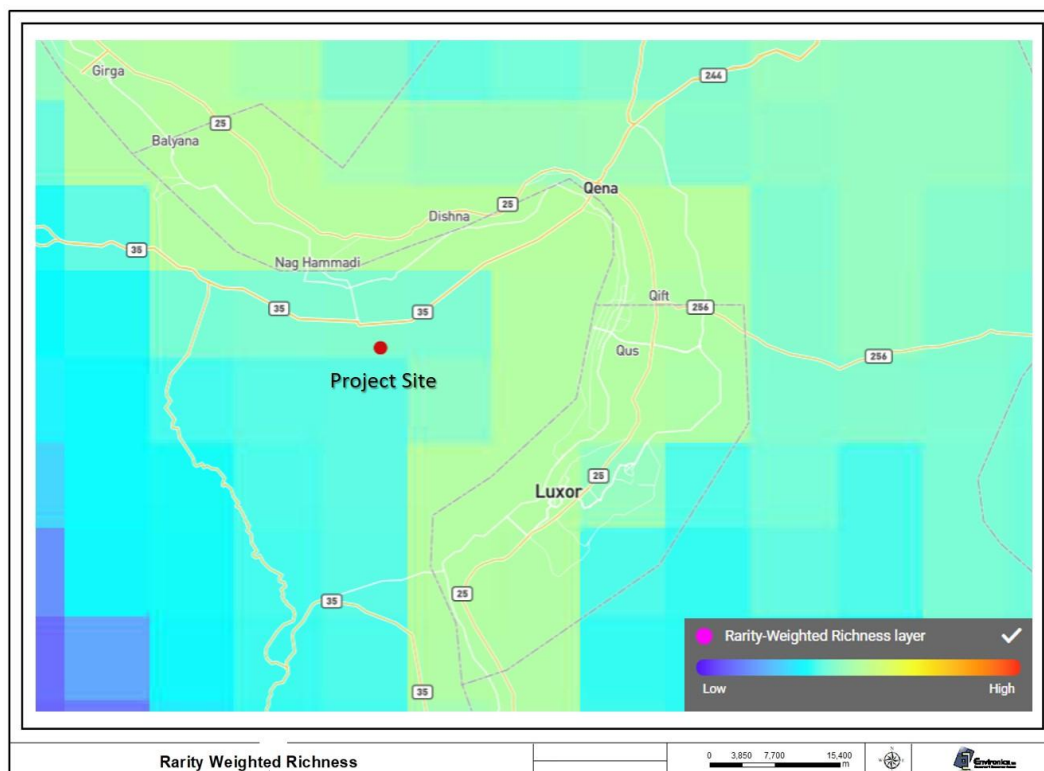 Girga
244
25
Balyana
Qena
25
Dishna
35
Nag Hammadi
Qift
35
35
256
Qus
256
Project Site
25
Luxor
25
35
35
Rarity-Weighted Richness layer
Low
High
Rarity Weighted Richness
0 3,850 7,700 15,400
m
Environics